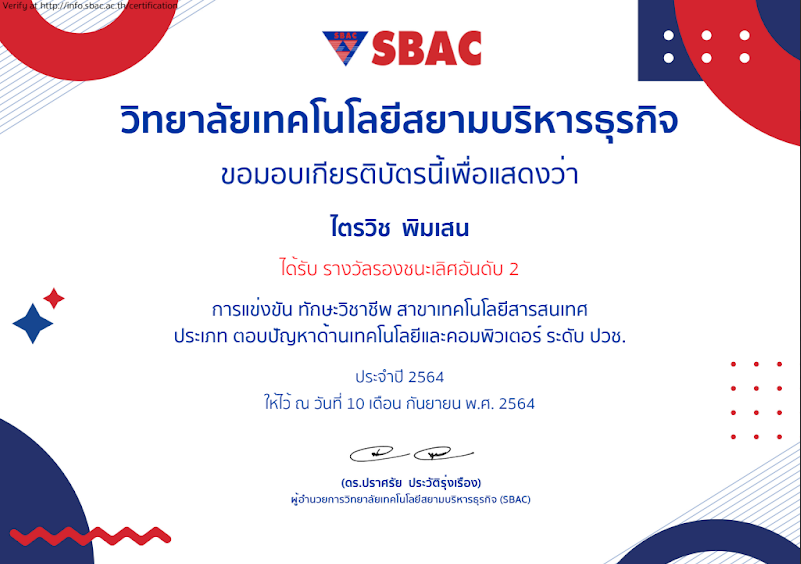 Verify at http://info.sbac.ac.th/certification
SBAC
SBAC
วิทยาลัยเทคโนโลยีสยามบริหารธุรกิจ
ขอมอบเกียรติบัตรนี้เพื่อแสดงว่า
ไตรวิช พิมเสน
ได้รับ รางวัลรองชนะเลิศอันดับ 2
การแข่งขัน ทักษะวิชาชีพ สาขาเทคโนโลยีสารสนเทศ
ประเภท ตอบปัญหาด้านเทคโนโลยีและคอมพิวเตอร์ ระดับ ปวช.
ประจำปี 2564
ให้ไว้ ณ วันที่ 10 เดือน กันยายน พ.ศ. 2564
(ดร.ปราศรัย ประวัติรุ่งเรือง)
ผู้อำนวยการวิทยาลัยเทคโนโลยีสยามบริหารธุรกิจ (SBAC)